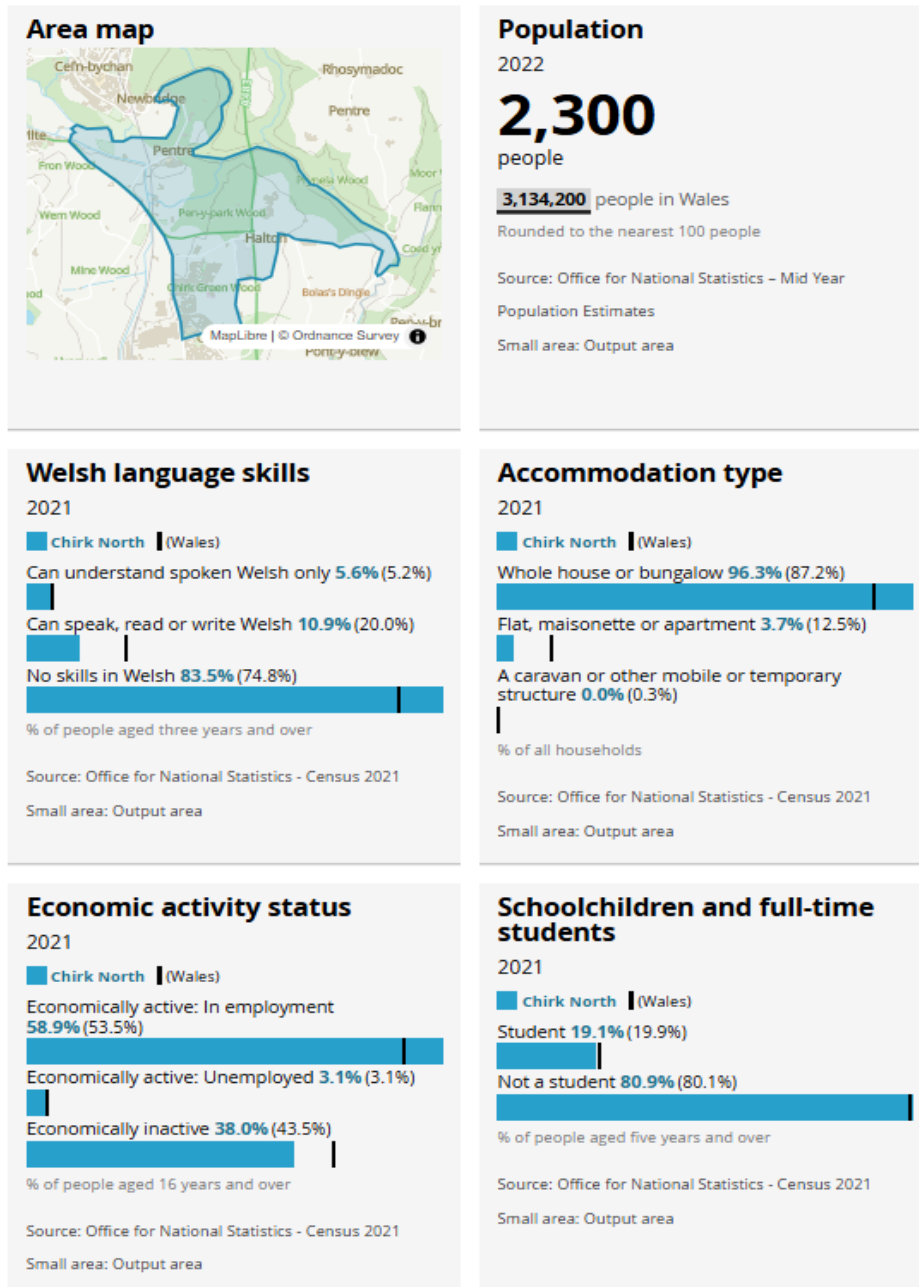 Area map
Cefn-bychan
Rhosymadoc
Newbridge
Pentre
Pentre
Fron Wood
Wem Wood
Pen-y-park Wood
Halton
Coed
Mine Wood
Chirk Green Wood
Bolas's Dingle
MapLibre | © Ordnance Survey
Pont-y-blew
Population
2022
2,300
people
3,134,200 people in Wales
Rounded to the nearest 100 people
Source: Office for National Statistics – Mid Year
Population Estimates
Small area: Output area
Welsh language skills
2021
Chirk North (Wales)
Can understand spoken Welsh only 5.6% (5.2%)
Can speak, read or write Welsh 10.9% (20.0%)
No skills in Welsh 83.5% (74.8%)
% of people aged three years and over
Source: Office for National Statistics - Census 2021
Small area: Output area
Accommodation type
2021
Chirk North (Wales)
Whole house or bungalow 96.3% (87.2%)
Flat, maisonette or apartment 3.7% (12.5%)
A caravan or other mobile or temporary
structure 0.0% (0.3%)
% of all households
Source: Office for National Statistics - Census 2021
Small area: Output area
Economic activity status
2021
Chirk North (Wales)
Economically active: In employment
58.9% (53.5%)
Economically active: Unemployed 3.1% (3.1%)
Economically inactive 38.0% (43.5%)
% of people aged 16 years and over
Source: Office for National Statistics - Census 2021
Small area: Output area
Schoolchildren and full-time
students
2021
Chirk North (Wales)
Student 19.1% (19.9%)
Not a student 80.9% (80.1%)
% of people aged five years and over
Source: Office for National Statistics - Census 2021
Small area: Output area